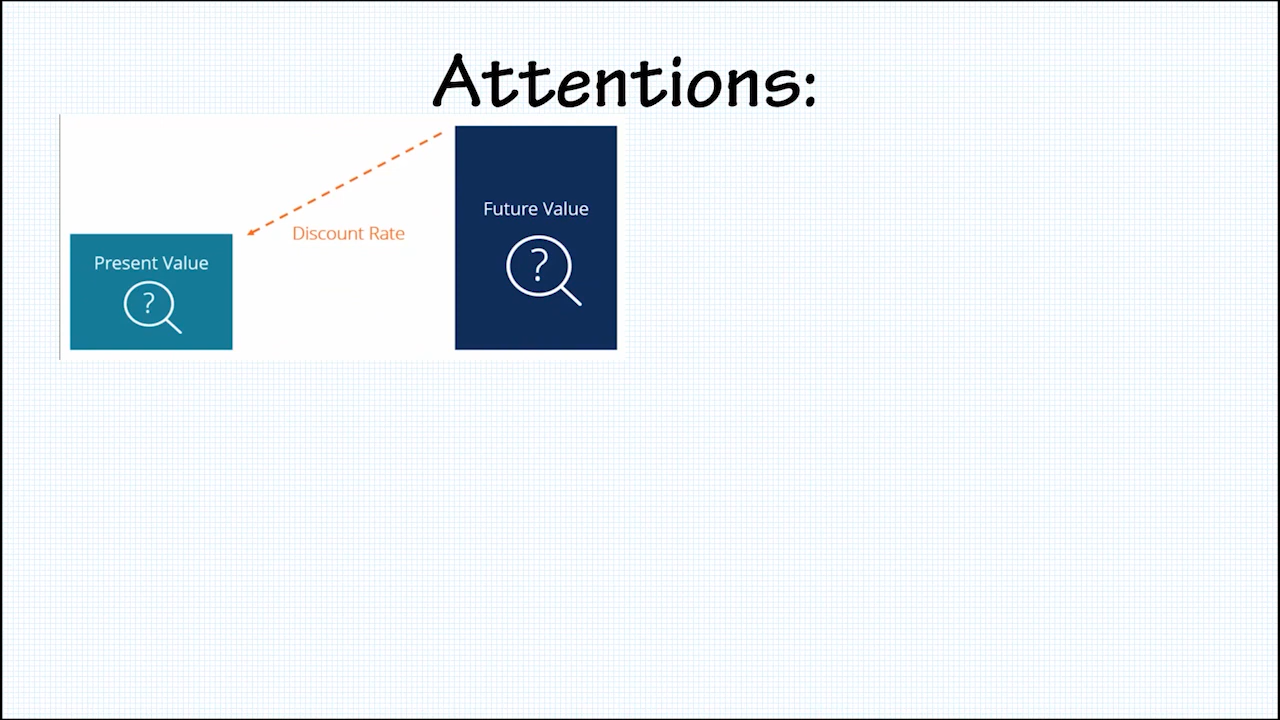 Attentions:
Future Value
?
Discount Rate
Present Value
?